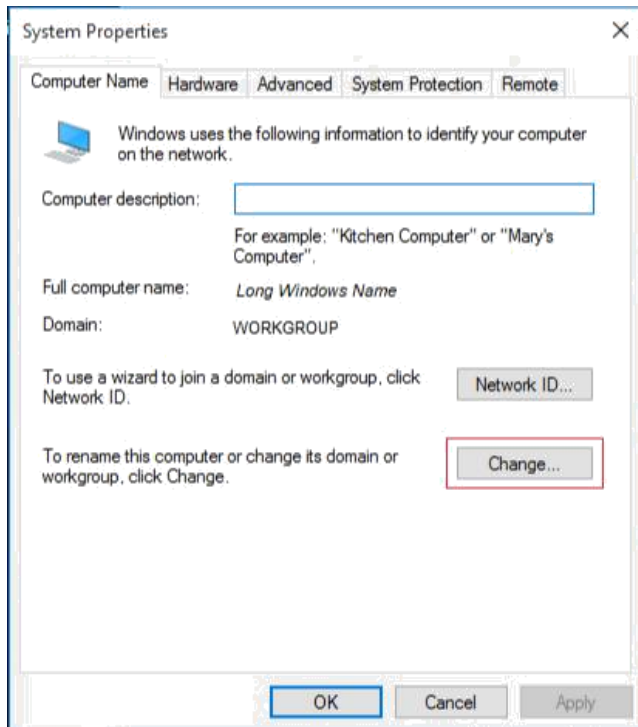 System Properties
Computer Name Hardware Advanced System Protection Remote
Windows uses the following information to identify your computer
on the network.
Computer description:
For example: "Kitchen Computer" or "Mary's
Computer".
Full computer name: Long Windows Name
Domain: WORKGROUP
To use a wizard to join a domain or workgroup, click
Network ID.
Network ID...
To rename this computer or change its domain or
workgroup, click Change.
Change...
OK Cancel Apply